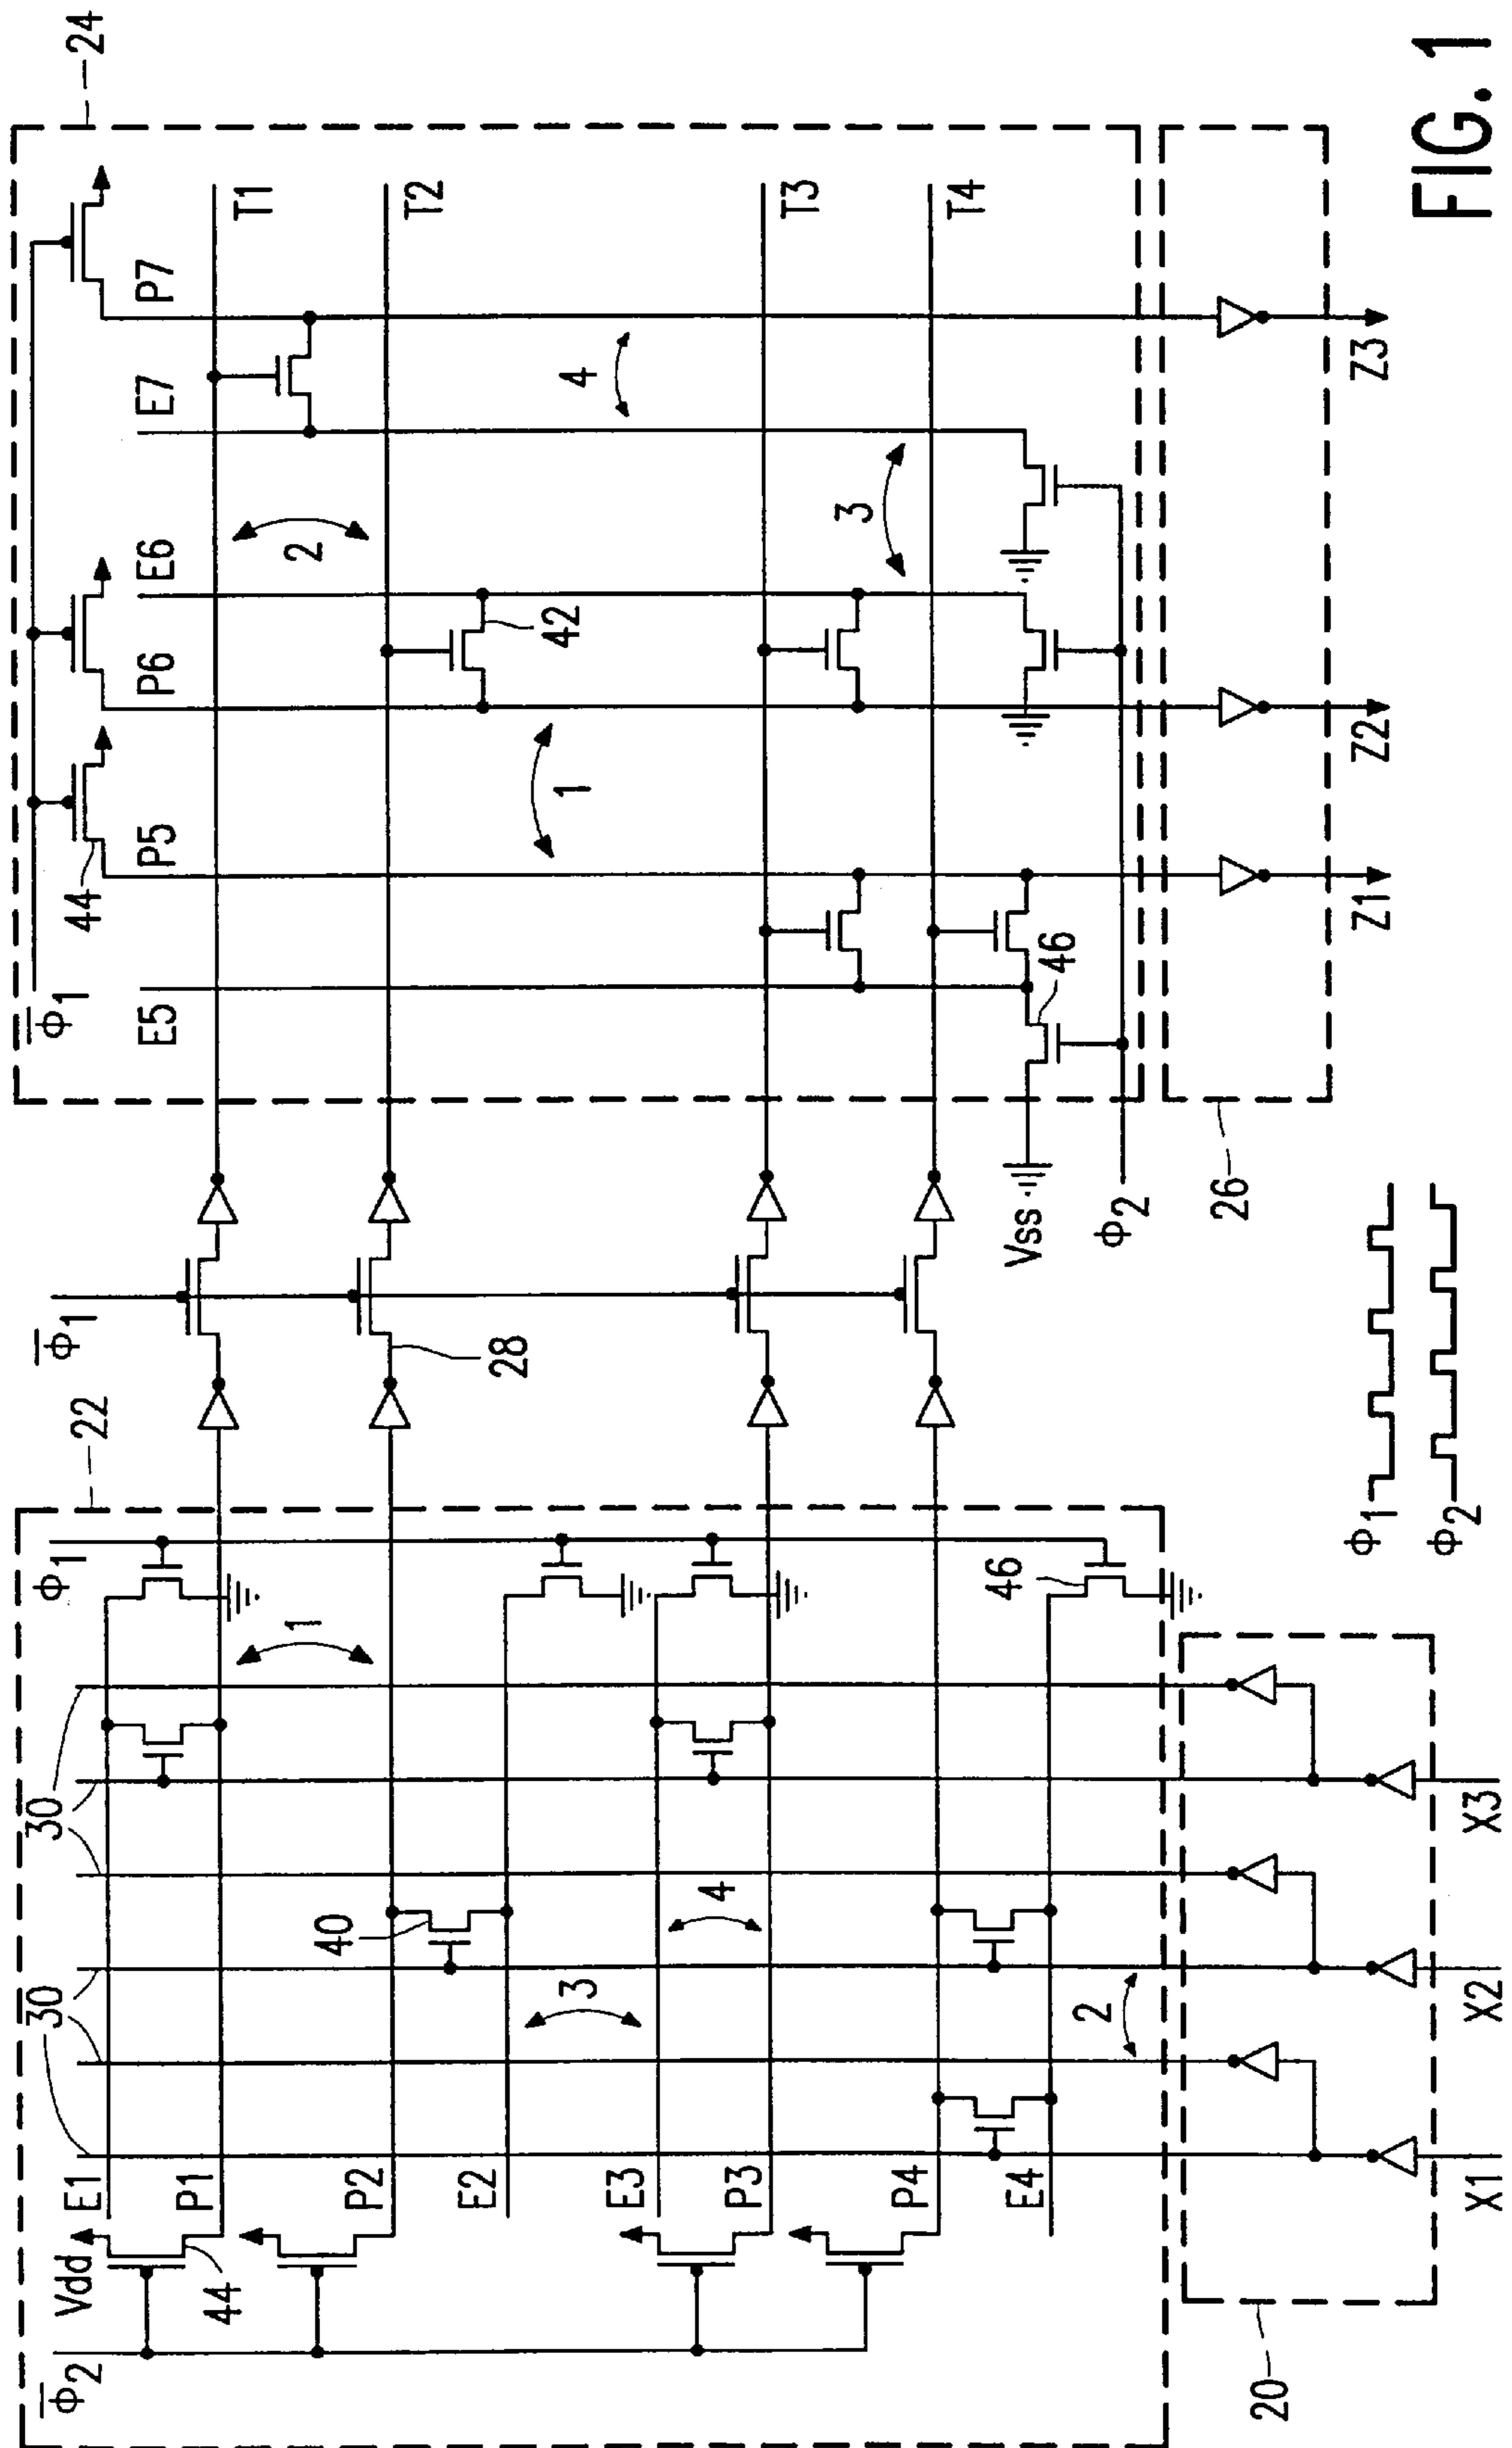 Φ̅1
24
44
P5
P6
E6
E7
P7
E5
T1
2
T2
42
1
4
T3
3
T4
46
Vss
Φ2
26
Z1
Z2
Z3
Φ̅1
28
22
Φ̅2
Vdd
44
E1
P1
P2
E2
E3
P3
P4
E4
30
30
Φ1
1
40
3
4
2
46
20
X1
X2
X3
Φ1
Φ2
FIG. 1